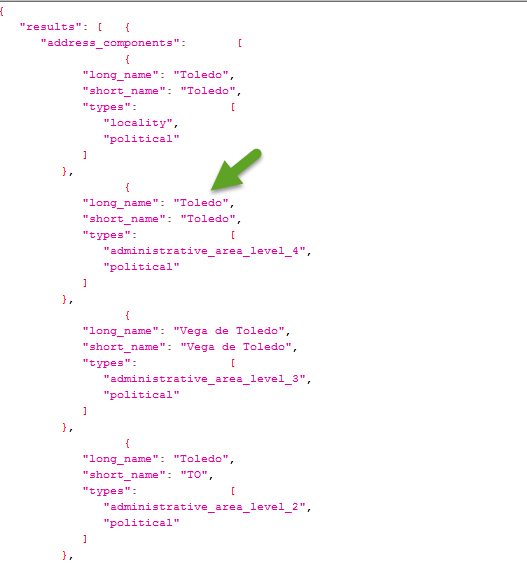 {
"results": [ {
"address_components": [
{
"long_name": "Toledo",
"short_name": "Toledo",
"types": [
"locality",
"political"
]
},
{
"long_name": "Toledo",
"short_name": "Toledo",
"types": [
"administrative_area_level_4",
"political"
]
},
{
"long_name": "Vega de Toledo",
"short_name": "Vega de Toledo",
"types": [
"administrative_area_level_3",
"political"
]
},
{
"long_name": "Toledo",
"short_name": "TO",
"types": [
"administrative_area_level_2",
"political"
]
},